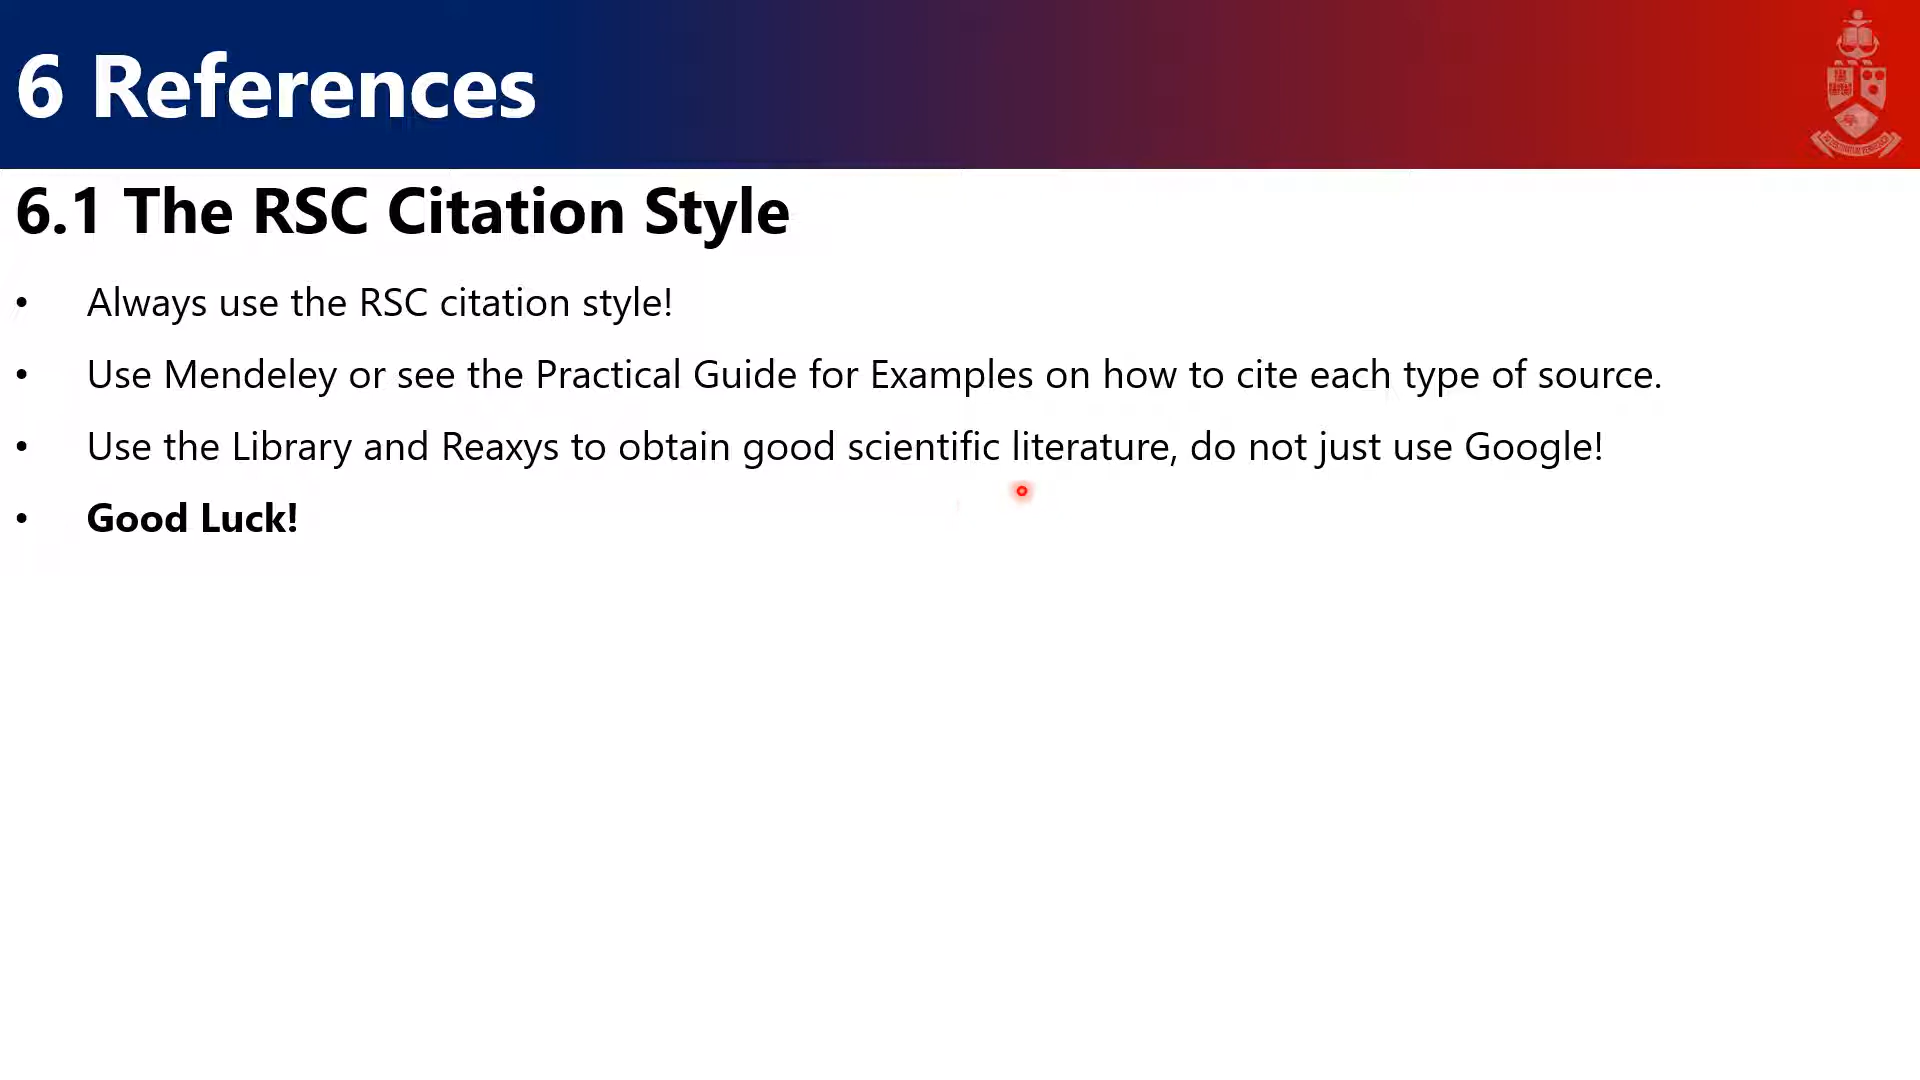 6 References
6.1 The RSC Citation Style
• Always use the RSC citation style!
• Use Mendeley or see the Practical Guide for Examples on how to cite each type of source.
• Use the Library and Reaxys to obtain good scientific literature, do not just use Google!
• Good Luck!